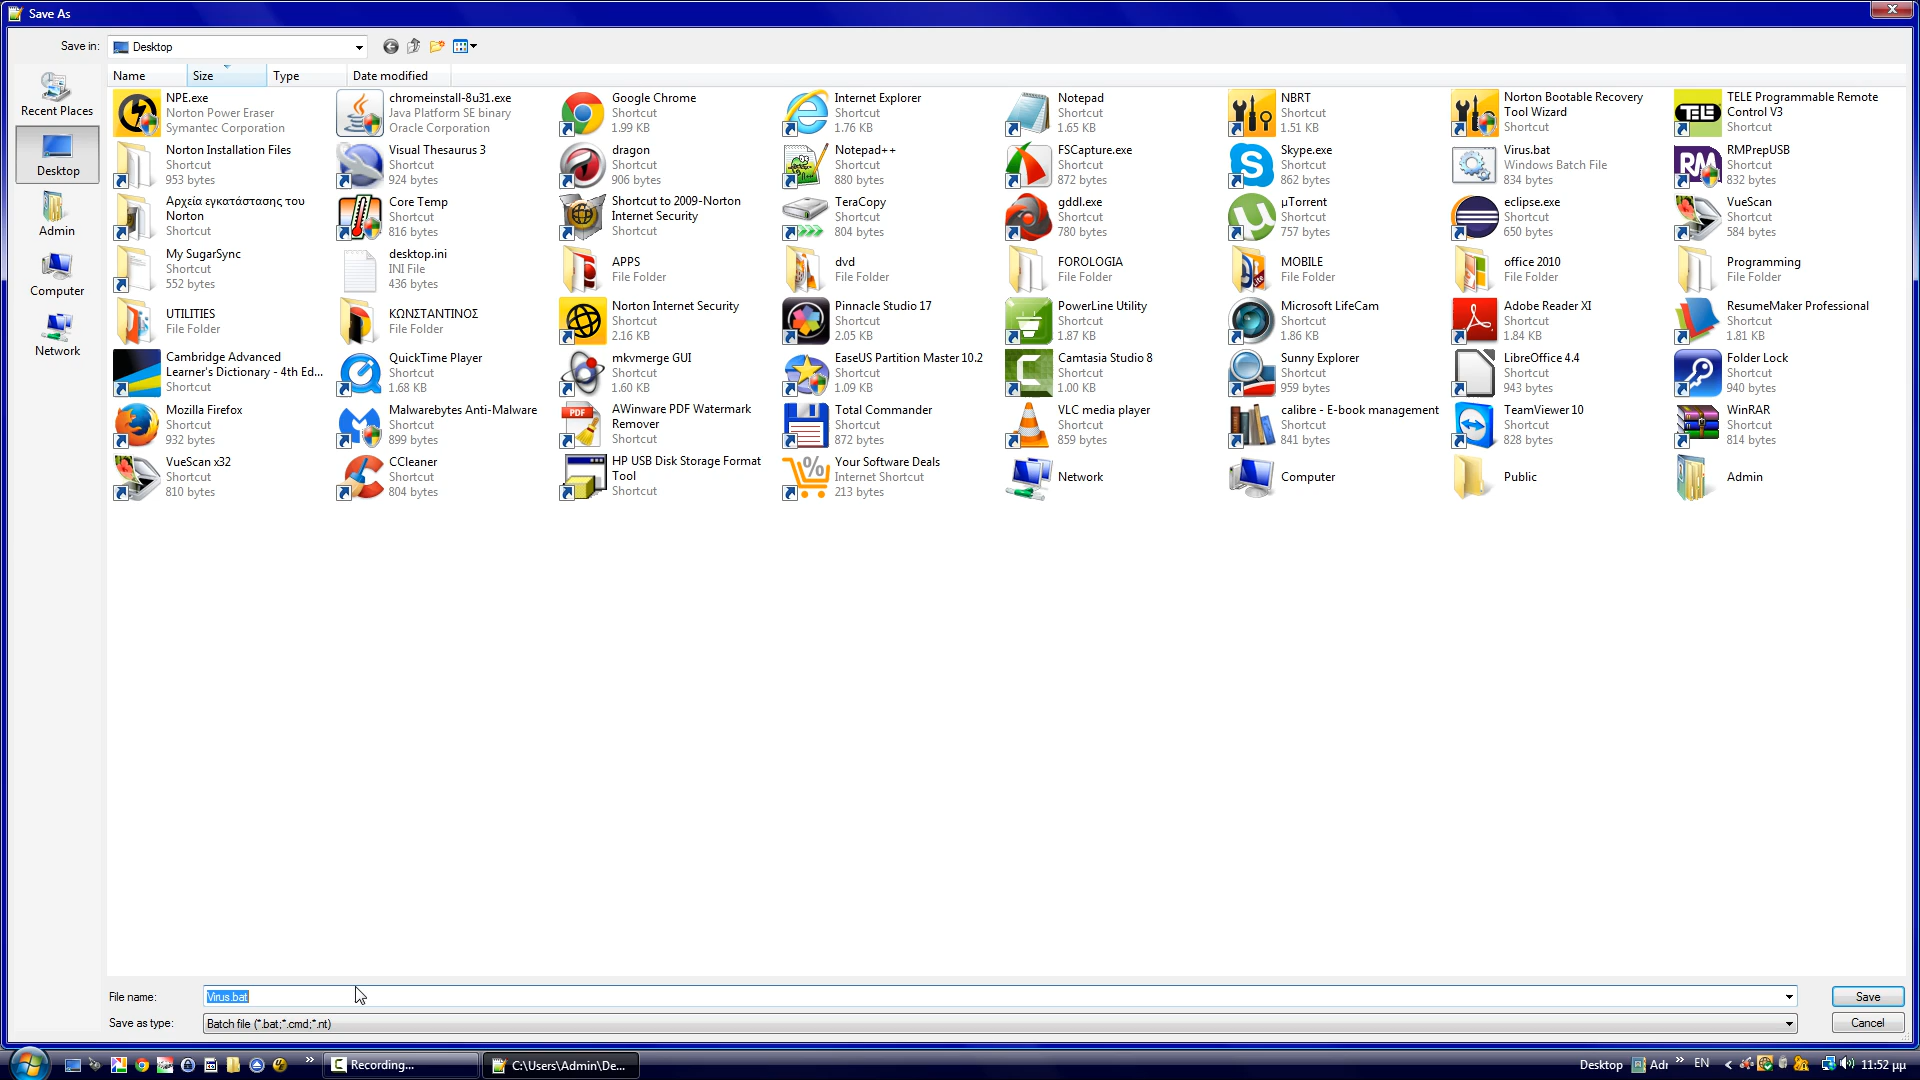 Save As
Save in: Desktop
Name Size Type Date modified
Recent Places
Desktop
Admin
Computer
Network
NPE.exe
Norton Power Eraser
Symantec Corporation
chromeinstall-8u31.exe
Java Platform SE binary
Oracle Corporation
Google Chrome
Shortcut
1.99 KB
Internet Explorer
Shortcut
1.76 KB
Notepad
Shortcut
1.65 KB
NBRT
Shortcut
1.51 KB
Norton Bootable Recovery
Tool Wizard
Shortcut
TELE Programmable Remote
Control V3
Shortcut
Norton Installation Files
Shortcut
953 bytes
Visual Thesaurus 3
Shortcut
924 bytes
dragon
Shortcut
906 bytes
Notepad++
Shortcut
880 bytes
FSCapture.exe
Shortcut
872 bytes
Skype.exe
Shortcut
862 bytes
Virus.bat
Windows Batch File
834 bytes
RMPrepUSB
Shortcut
832 bytes
Αρχεία εγκατάστασης του
Norton
Shortcut
Core Temp
Shortcut
816 bytes
Shortcut to 2009-Norton
Internet Security
Shortcut
TeraCopy
Shortcut
804 bytes
gddl.exe
Shortcut
780 bytes
µTorrent
Shortcut
757 bytes
eclipse.exe
Shortcut
650 bytes
VueScan
Shortcut
584 bytes
My SugarSync
Shortcut
552 bytes
desktop.ini
INI File
436 bytes
APPS
File Folder
dvd
File Folder
FOROLOGIA
File Folder
MOBILE
File Folder
office 2010
File Folder
Programming
File Folder
UTILITIES
File Folder
ΚΩΝΣΤΑΝΤΙΝΟΣ
File Folder
Norton Internet Security
Shortcut
2.16 KB
Pinnacle Studio 17
Shortcut
2.05 KB
PowerLine Utility
Shortcut
1.87 KB
Microsoft LifeCam
Shortcut
1.86 KB
Adobe Reader XI
Shortcut
1.84 KB
ResumeMaker Professional
Shortcut
1.81 KB
Cambridge Advanced
Learner's Dictionary - 4th Ed...
Shortcut
QuickTime Player
Shortcut
1.68 KB
mkvmerge GUI
Shortcut
1.60 KB
EaseUS Partition Master 10.2
Shortcut
1.09 KB
Camtasia Studio 8
Shortcut
1.00 KB
Sunny Explorer
Shortcut
959 bytes
LibreOffice 4.4
Shortcut
943 bytes
Folder Lock
Shortcut
940 bytes
Mozilla Firefox
Shortcut
932 bytes
Malwarebytes Anti-Malware
Shortcut
899 bytes
AWinware PDF Watermark
Remover
Shortcut
Total Commander
Shortcut
872 bytes
VLC media player
Shortcut
859 bytes
calibre - E-book management
Shortcut
841 bytes
TeamViewer 10
Shortcut
828 bytes
WinRAR
Shortcut
814 bytes
VueScan x32
Shortcut
810 bytes
CCleaner
Shortcut
804 bytes
HP USB Disk Storage Format
Tool
Shortcut
Your Software Deals
Internet Shortcut
213 bytes
Network
Computer
Public
Admin
File name: Virus.bat
Save
Save as type: Batch file (*.bat;*.cmd;*.nt)
Cancel
Recording... C:\Users\Admin\De... Desktop Adr » EN 11:52 μμ